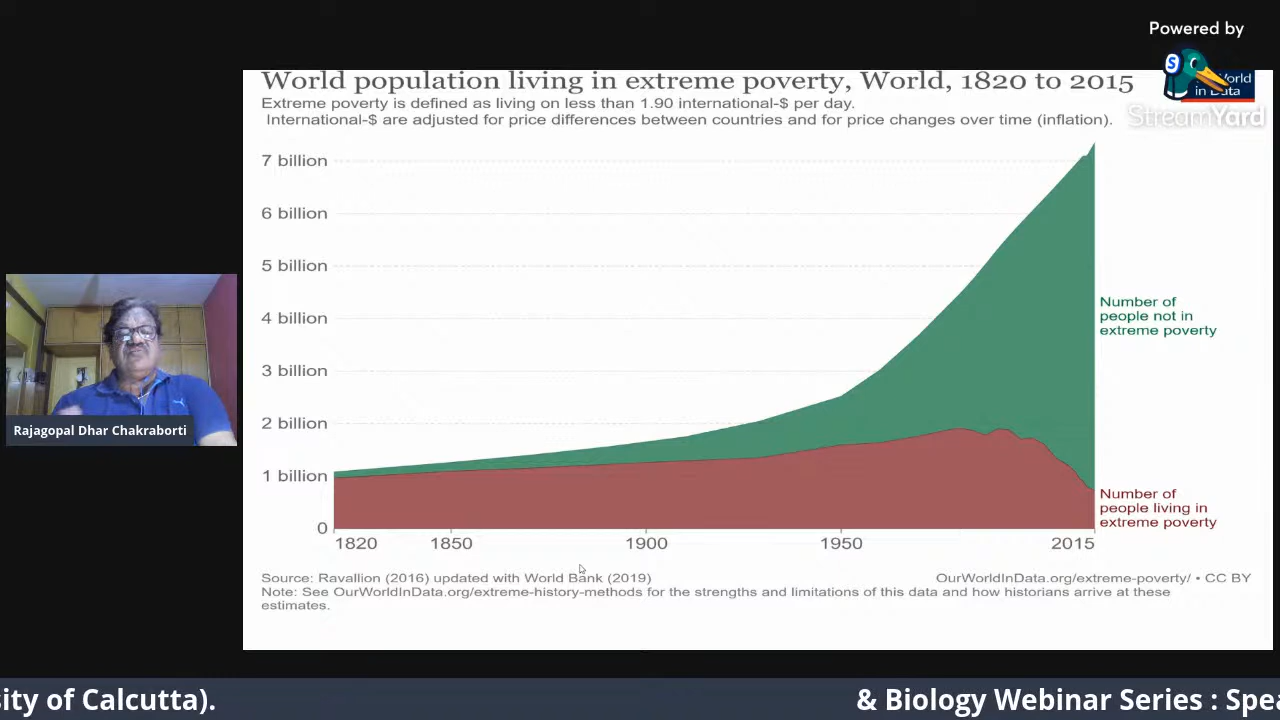 Powered by
StreamYard
World population living in extreme poverty, World, 1820 to 2015
World
in Data
Extreme poverty is defined as living on less than 1.90 international-$ per day.
International-$ are adjusted for price differences between countries and for price changes over time (inflation).
7 billion
6 billion
5 billion
4 billion
3 billion
2 billion
1 billion
0
1820 1850 1900 1950 2015
Number of
people not in
extreme poverty
Number of
people living in
extreme poverty
Source: Ravallion (2016) updated with World Bank (2019)
OurWorldInData.org/extreme-poverty/ • CC BY
Note: See OurWorldInData.org/extreme-history-methods for the strengths and limitations of this data and how historians arrive at these
estimates.
Rajagopal Dhar Chakraborti
sity of Calcutta). & Biology Webinar Series : Spea